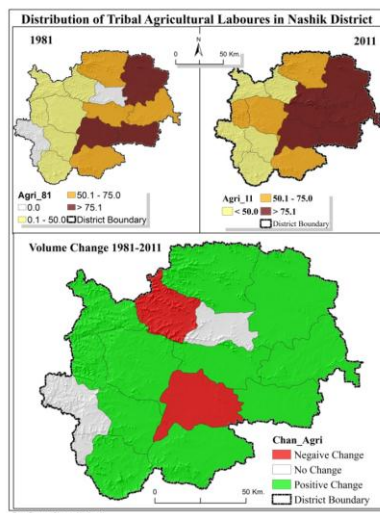 Distribution of Tribal Agricultural Laboures in Nashik District
1981
N
0 50 Km.
2011
Agri_81
0.0
0.1 - 50.0
50.1 - 75.0
> 75.1
District Boundary
Agri_11
< 50.0
50.1 - 75.0
> 75.1
District Boundary
Volume Change 1981-2011
Chan_Agri
Negaive Change
No Change
Positive Change
District Boundary
0 50 Km.